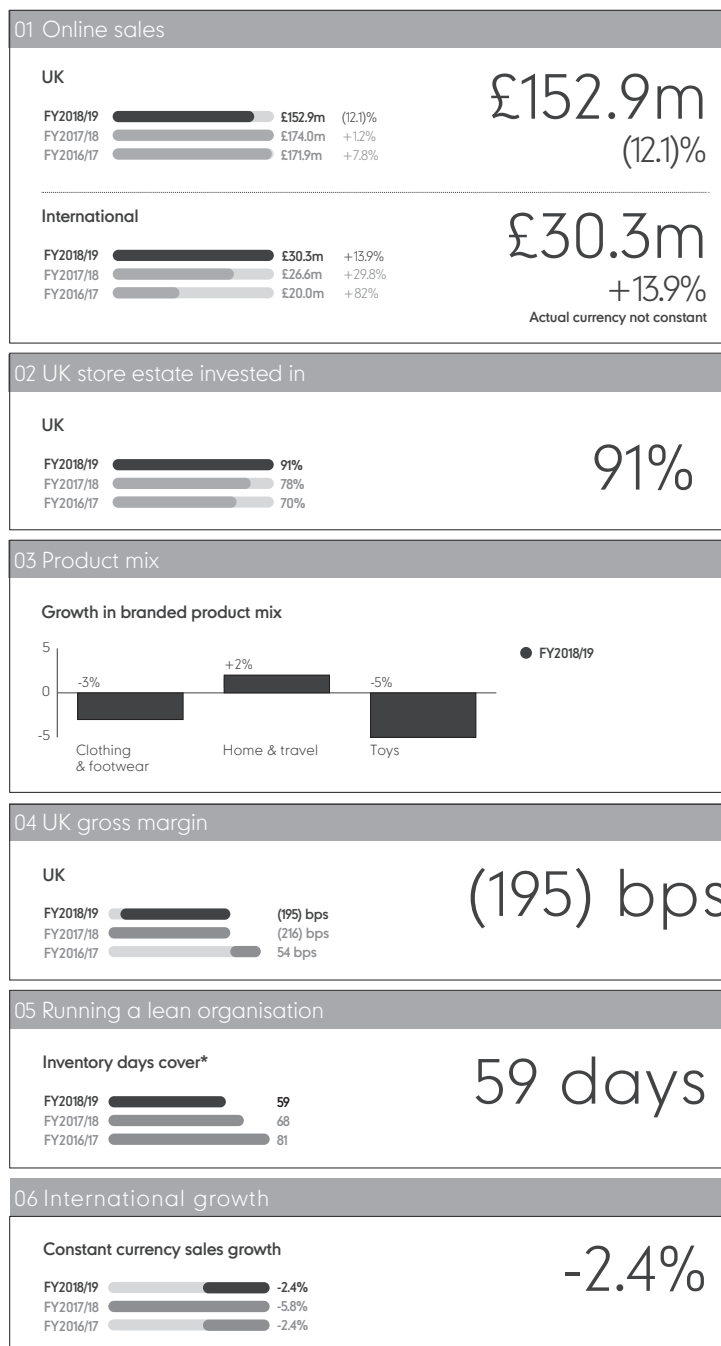 01 Online sales
UK
FY2018/19 £152.9m (12.1)%
FY2017/18 £174.0m +1.2%
FY2016/17 £171.9m +7.8%
£152.9m
(12.1)%
International
FY2018/19 £30.3m +13.9%
FY2017/18 £26.6m +29.8%
FY2016/17 £20.0m +82%
£30.3m
+13.9%
Actual currency not constant
02 UK store estate invested in
UK
FY2018/19 91%
FY2017/18 78%
FY2016/17 70%
91%
03 Product mix
Growth in branded product mix
5
0
-5
-3%
+2%
-5%
Clothing
& footwear
Home & travel
Toys
FY2018/19
04 UK gross margin
UK
FY2018/19 (195) bps
FY2017/18 (216) bps
FY2016/17 54 bps
(195) bps
05 Running a lean organisation
Inventory days cover*
FY2018/19 59
FY2017/18 68
FY2016/17 81
59 days
06 International growth
Constant currency sales growth
FY2018/19 -2.4%
FY2017/18 -5.8%
FY2016/17 -2.4%
-2.4%